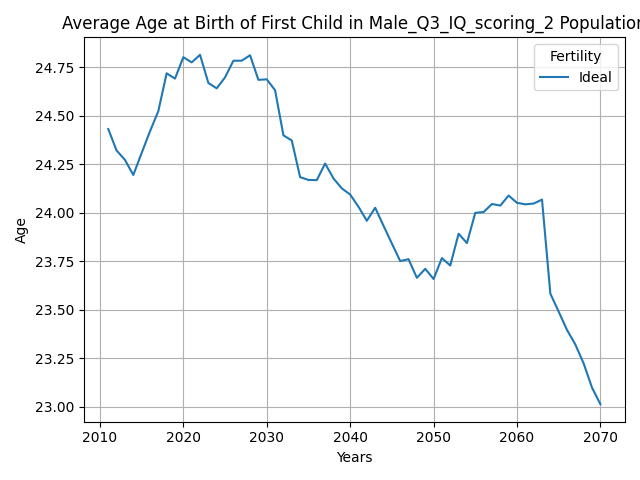 Average Age at Birth of First Child in Male_Q3_IQ_scoring_2 Population
Fertility
Ideal
24.75
24.50
24.25
24.00
23.75
23.50
23.25
23.00
Age
2010 2020 2030 2040 2050 2060 2070
Years